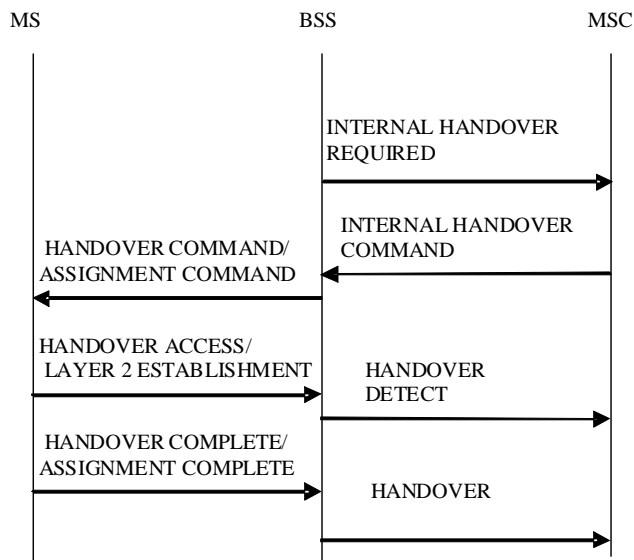 MS
BSS
MSC
INTERNAL HANDOVER
REQUIRED
INTERNAL HANDOVER
COMMAND
HANDOVER COMMAND/
ASSIGNMENT COMMAND
HANDOVER ACCESS/
LAYER 2 ESTABLISHMENT
HANDOVER
DETECT
HANDOVER COMPLETE/
ASSIGNMENT COMPLETE
HANDOVER